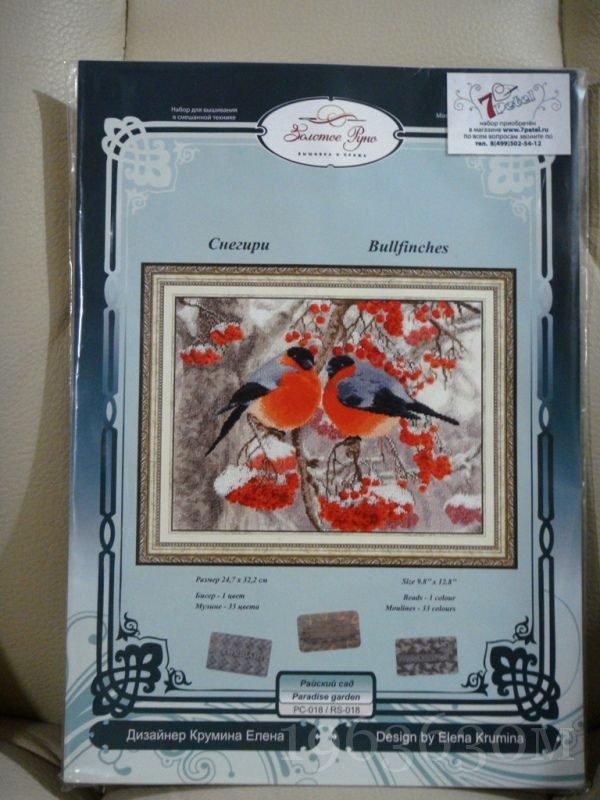 Набор для вышивания
в смешанной технике
Золотое Руно
ВЫШИВКА И ПРЯЖА
7petel
набор приобретён
в магазине www.7petel.ru
по всем вопросам звоните по
тел. 8(499)502-54-12
Снегири
Bullfinches
Размер 24,7 x 32,2 см
Бисер - 1 цвет
Мулине - 33 цвета
Size 9.8" x 12.8"
Beads - 1 colour
Moulines - 33 colours
Райский сад
Paradise garden
РС-018 / RS-018
Дизайнер Крумина Елена
Design by Elena Krumina